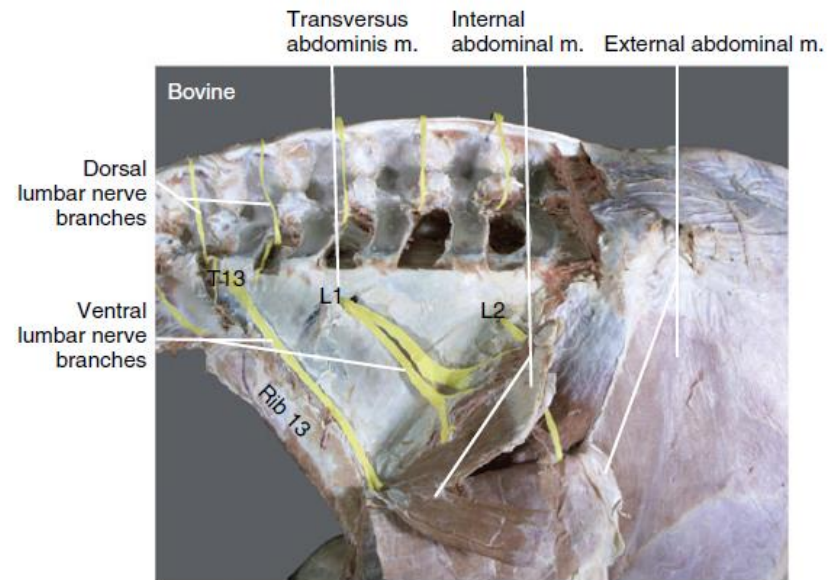 Transversus
abdominis m.
Internal
abdominal m.
External abdominal m.
Bovine
Dorsal
lumbar nerve
branches
T13
L1
L2
Ventral
lumbar nerve
branches
Rib 13